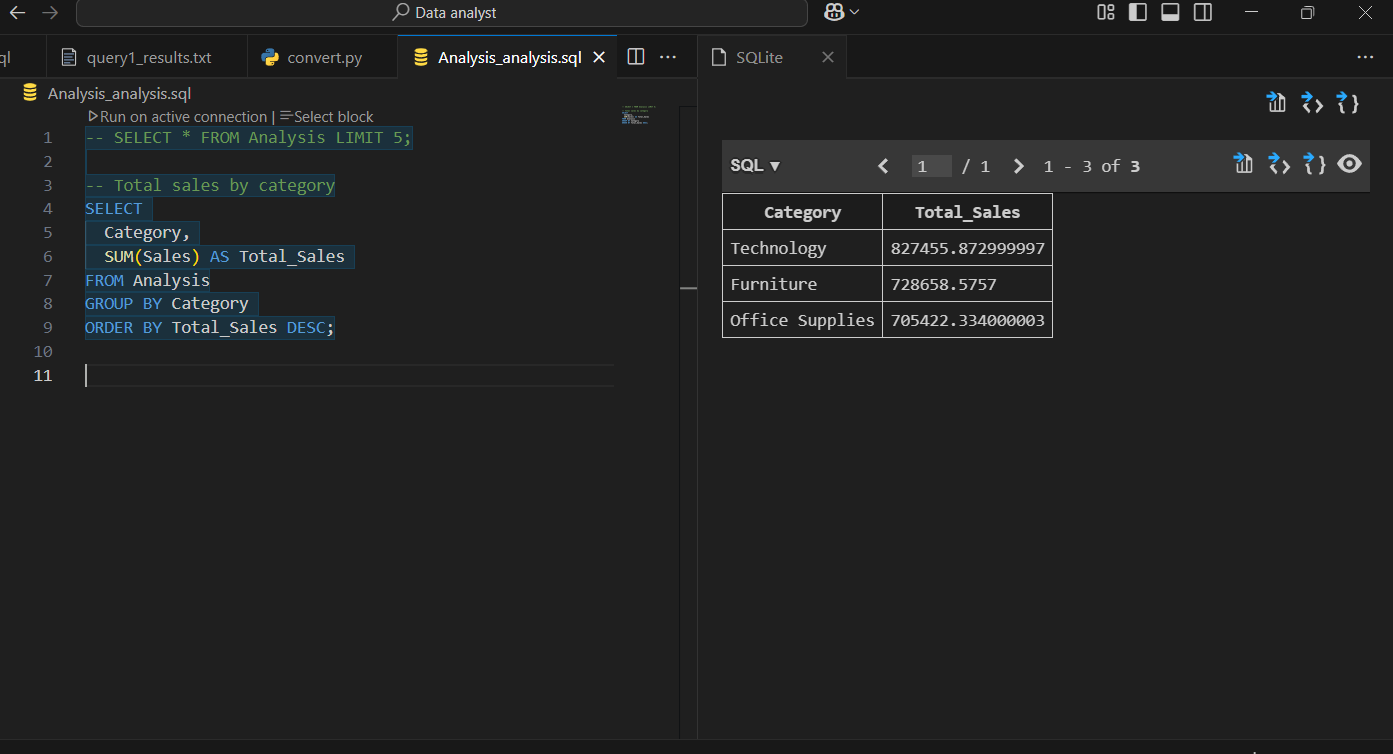 Data analyst
ql
query1_results.txt
convert.py
Analysis_analysis.sql
SQLite
Analysis_analysis.sql
Run on active connection | Select block
1 -- SELECT * FROM Analysis LIMIT 5;
2
3 -- Total sales by category
4 SELECT
5 Category,
6 SUM(Sales) AS Total_Sales
7 FROM Analysis
8 GROUP BY Category
9 ORDER BY Total_Sales DESC;
10
11
SQL ▼ < 1 / 1 > 1 - 3 of 3
Category Total_Sales
Technology 827455.872999997
Furniture 728658.5757
Office Supplies 705422.334000003